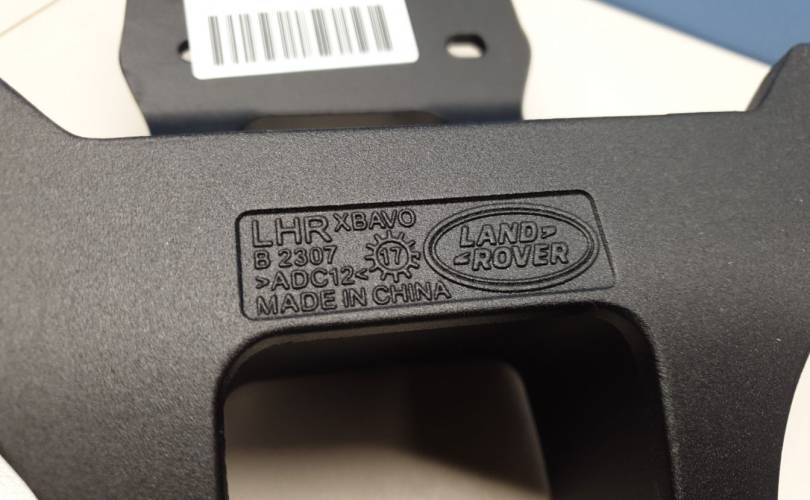 LHR XBAVO
B 2307 17
>ADC12<
MADE IN CHINA
LAND
ROVER